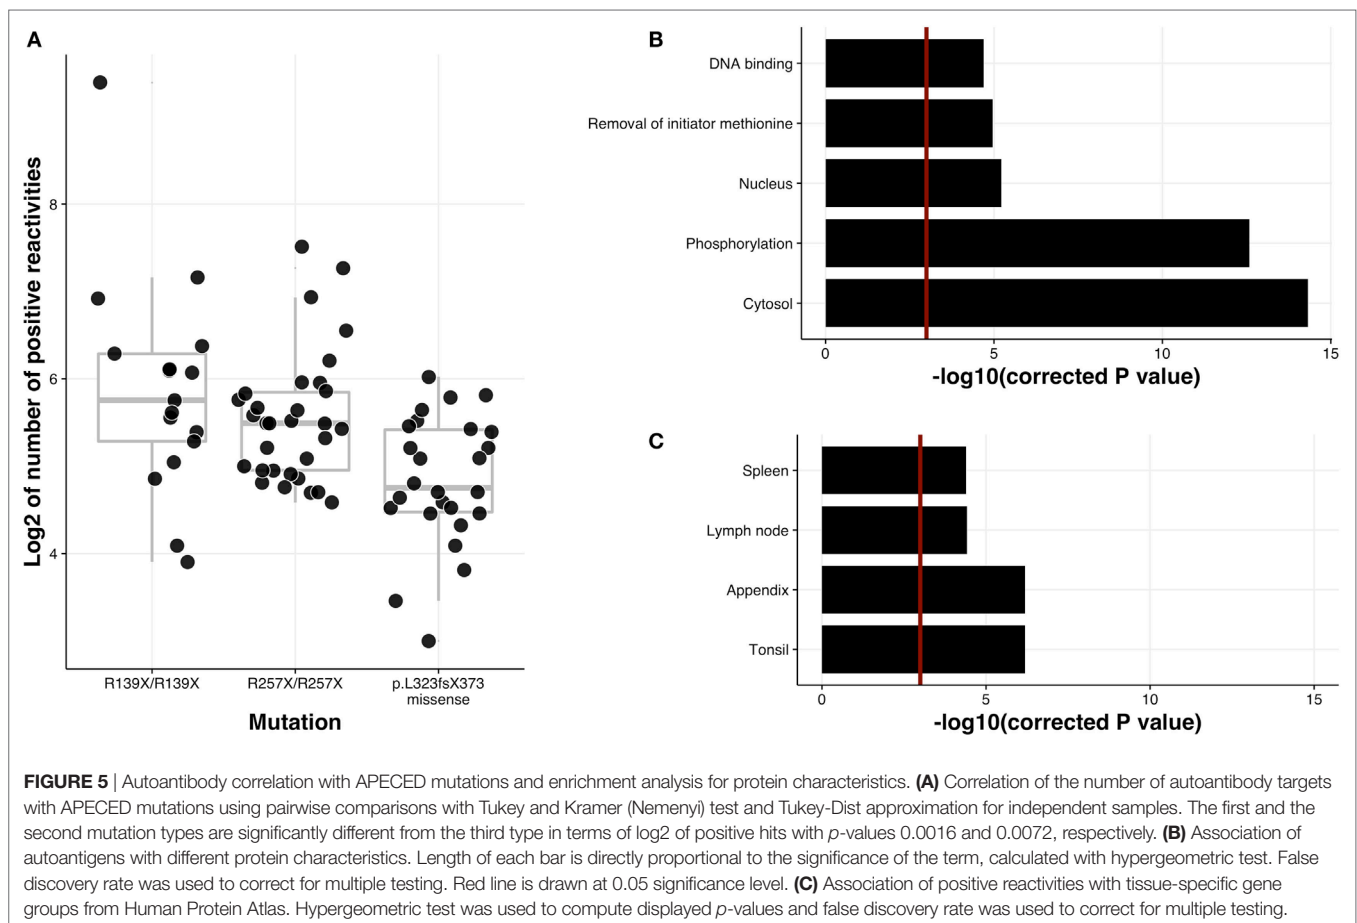 A
Log2 of number of positive reactivities
8
6
4
R139X/R139X
R257X/R257X
p.L323fsX373
missense
Mutation
B
DNA binding
Removal of initiator methionine
Nucleus
Phosphorylation
Cytosol
0
5
10
15
-log10(corrected P value)
C
Spleen
Lymph node
Appendix
Tonsil
0
5
10
15
-log10(corrected P value)
FIGURE 5 | Autoantibody correlation with APECED mutations and enrichment analysis for protein characteristics. (A) Correlation of the number of autoantibody targets
with APECED mutations using pairwise comparisons with Tukey and Kramer (Nemenyi) test and Tukey-Dist approximation for independent samples. The first and the
second mutation types are significantly different from the third type in terms of log2 of positive hits with p-values 0.0016 and 0.0072, respectively. (B) Association of
autoantigens with different protein characteristics. Length of each bar is directly proportional to the significance of the term, calculated with hypergeometric test. False
discovery rate was used to correct for multiple testing. Red line is drawn at 0.05 significance level. (C) Association of positive reactivities with tissue-specific gene
groups from Human Protein Atlas. Hypergeometric test was used to compute displayed p-values and false discovery rate was used to correct for multiple testing.